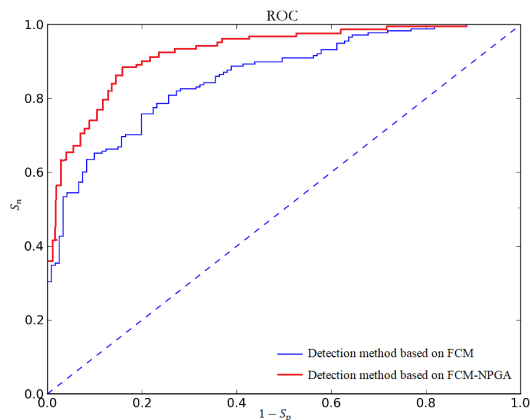 ROC
1.0
0.8
0.6
0.4
0.2
0.0
Sn
0.0
0.2
0.4
0.6
0.8
1.0
1 − Sp
Detection method based on FCM
Detection method based on FCM-NPGA